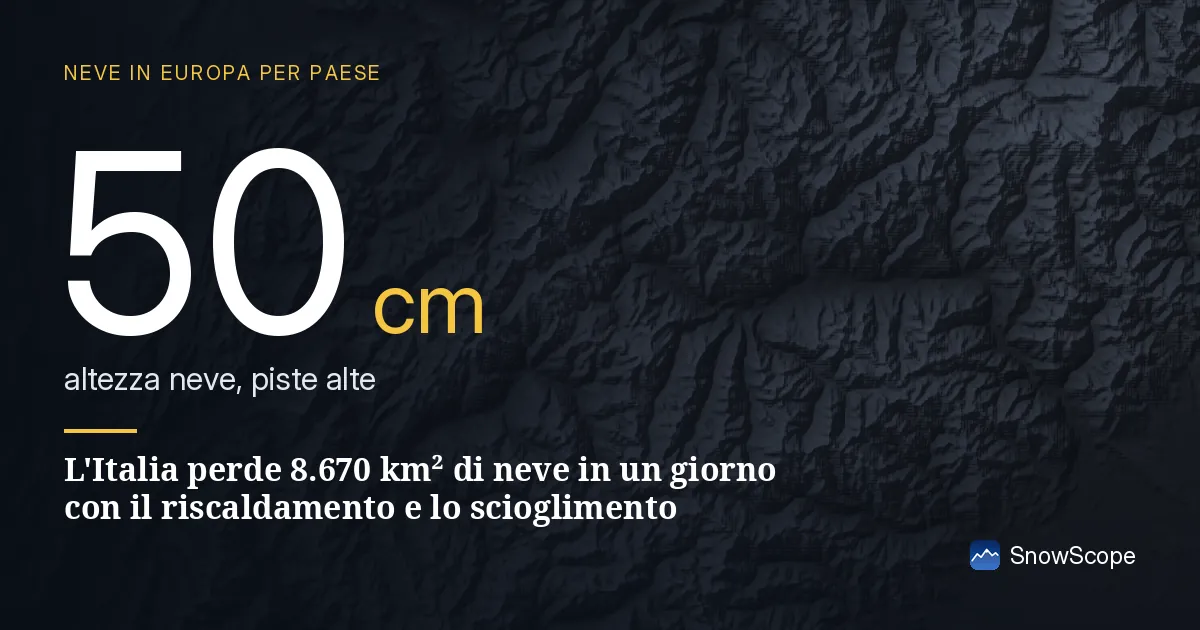 NEVE IN EUROPA PER PAESE
50 cm
altezza neve, piste alte
L'Italia perde 8.670 km² di neve in un giorno
con il riscaldamento e lo scioglimento
SnowScope